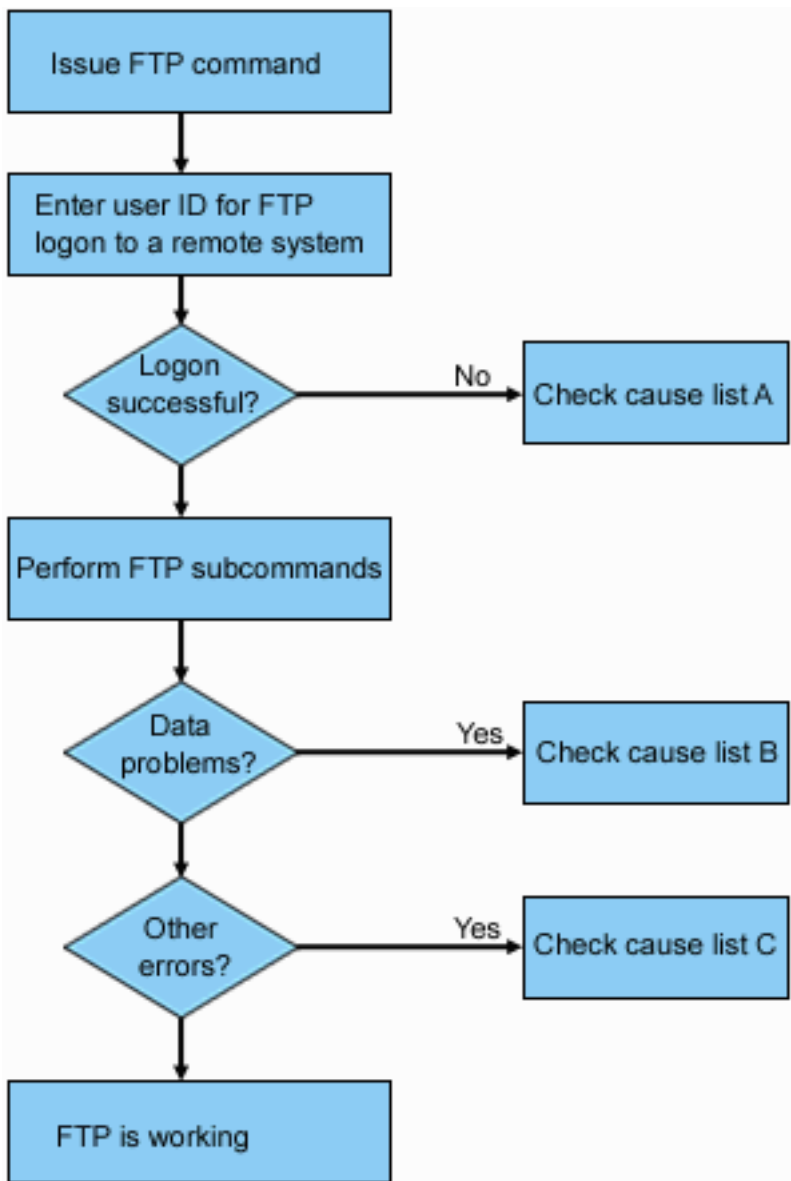 Issue FTP command
Enter user ID for FTP
logon to a remote system
Logon
successful?
No
Check cause list A
Perform FTP subcommands
Data
problems?
Yes
Check cause list B
Other
errors?
Yes
Check cause list C
FTP is working